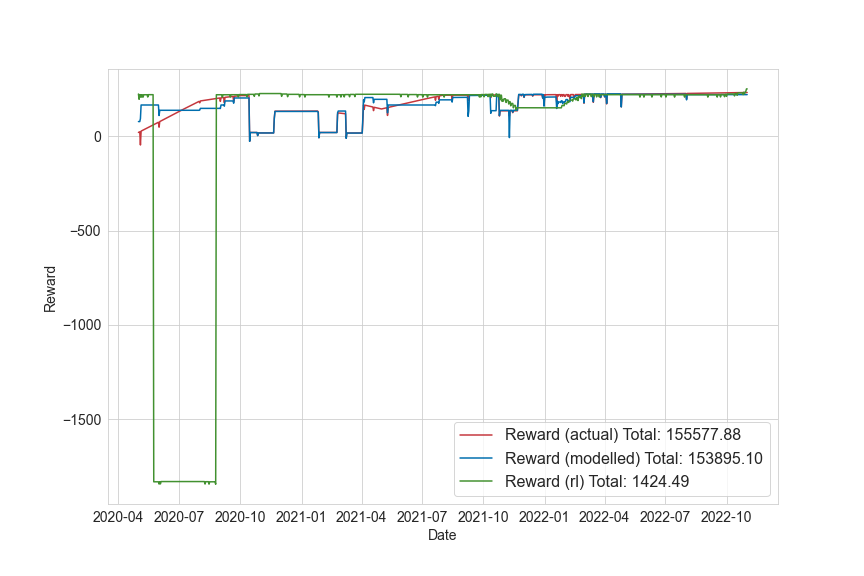 0
−500
−1000
−1500
Reward
Reward (actual) Total: 155577.88
Reward (modelled) Total: 153895.10
Reward (rl) Total: 1424.49
2020-04 2020-07 2020-10 2021-01 2021-04 2021-07 2021-10 2022-01 2022-04 2022-07 2022-10
Date